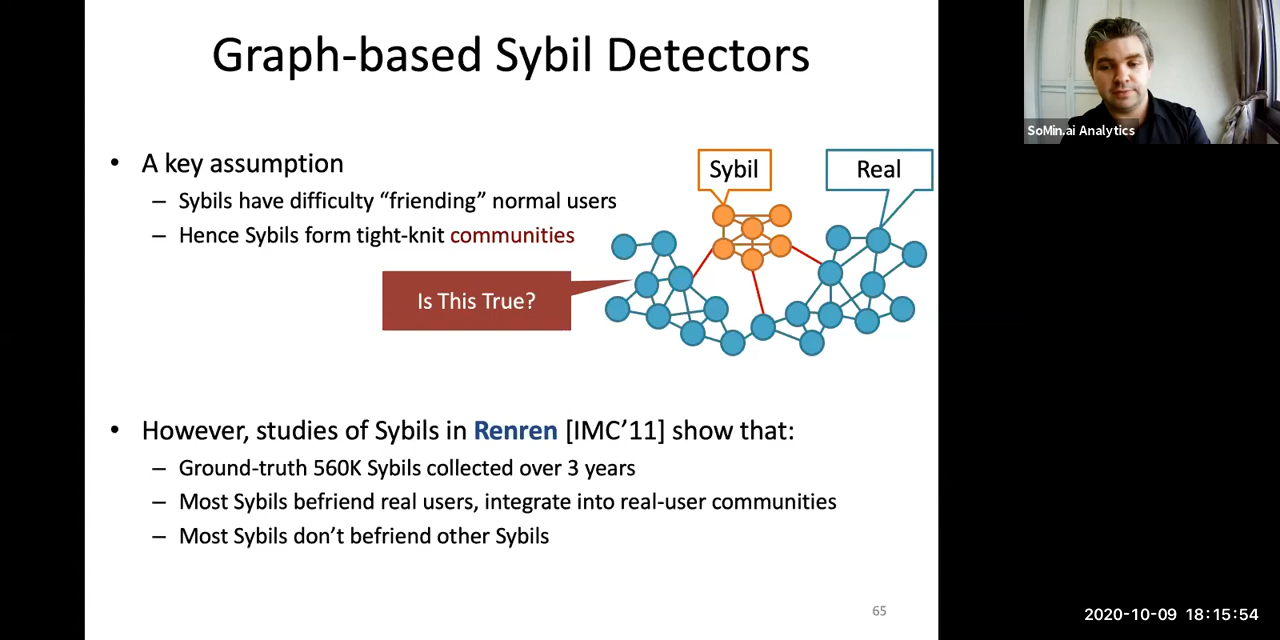 Graph-based Sybil Detectors
SoMin.ai Analytics
• A key assumption
– Sybils have difficulty “friending” normal users
– Hence Sybils form tight-knit communities
Sybil
Real
Is This True?
• However, studies of Sybils in Renren [IMC’11] show that:
– Ground-truth 560K Sybils collected over 3 years
– Most Sybils befriend real users, integrate into real-user communities
– Most Sybils don’t befriend other Sybils
65
2020-10-09 18:15:54